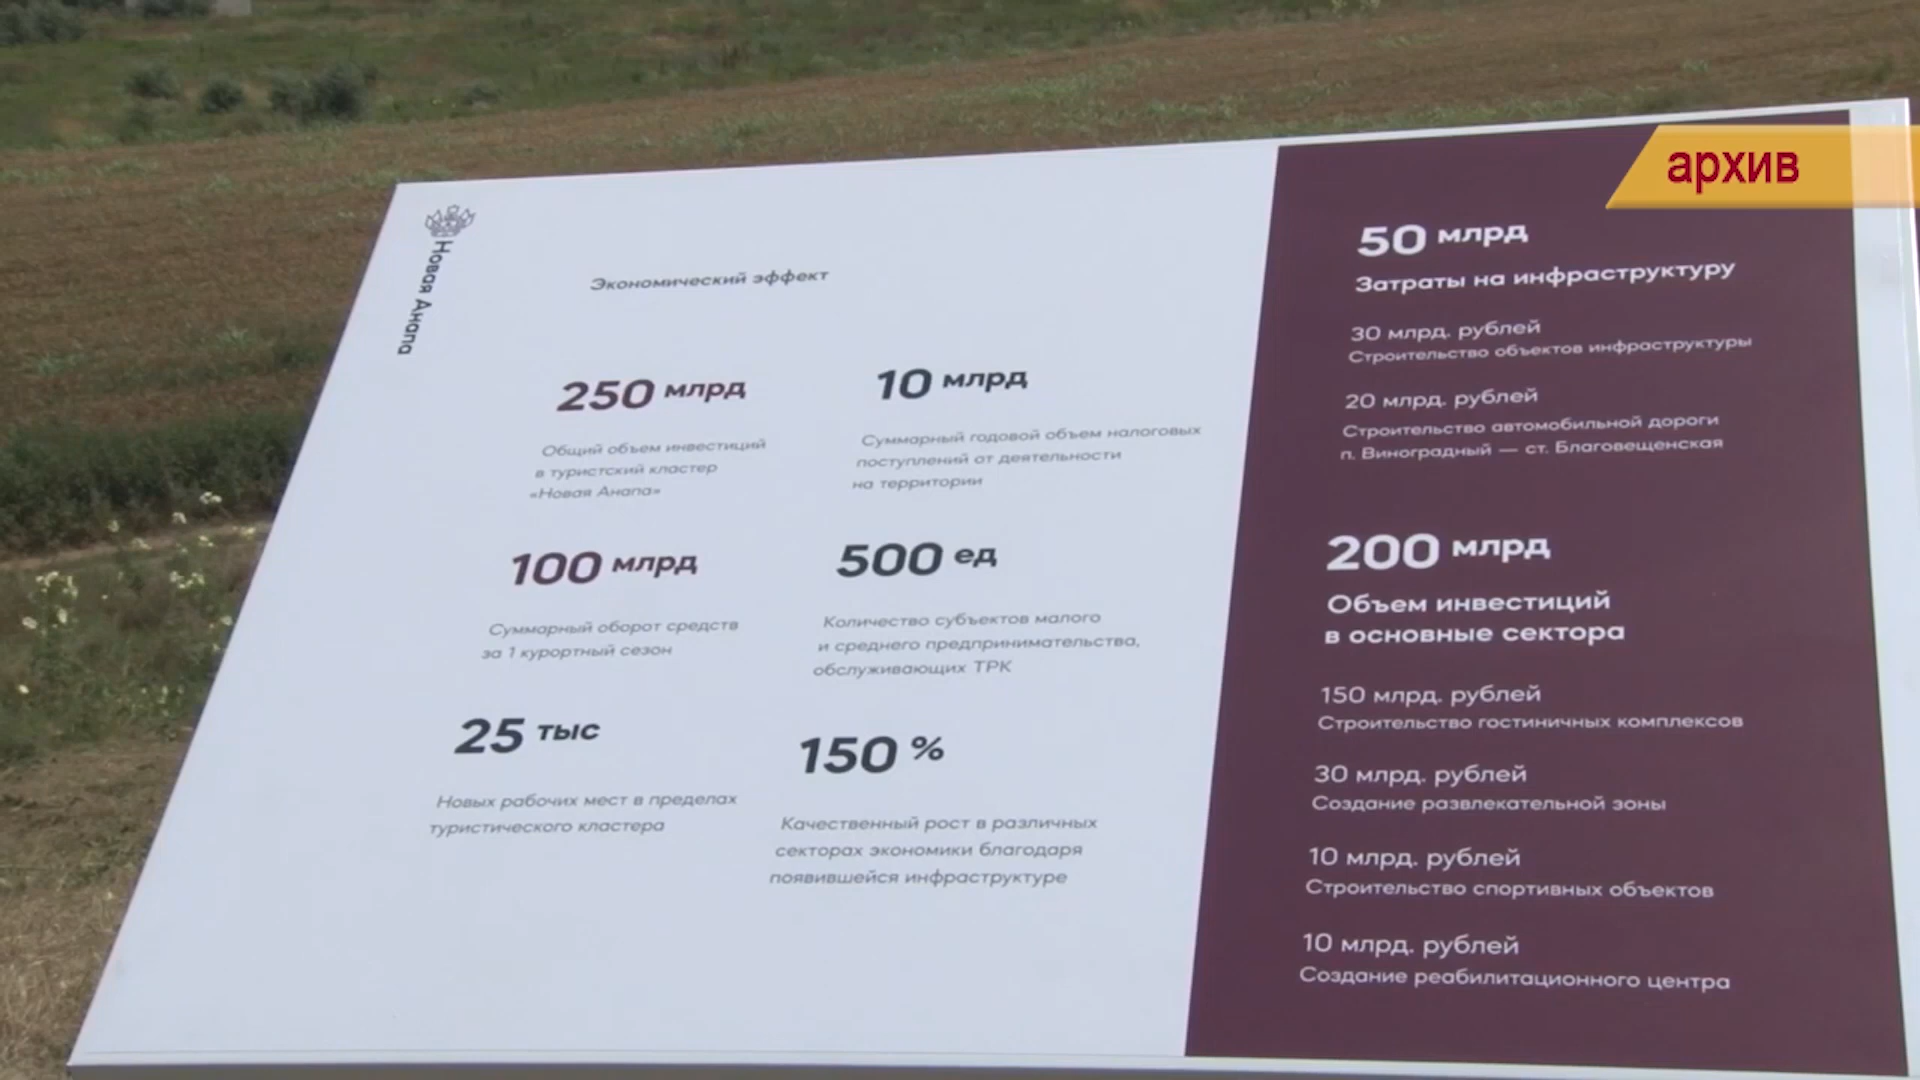 архив
Новая Анапа
Экономический эффект
250 млрд
Общий объем инвестиций
в туристский кластер
«Новая Анапа»
10 млрд
Суммарный годовой объем налоговых
поступлений от деятельности
на территории
100 млрд
Суммарный оборот средств
за 1 курортный сезон
500 ед
Количество субъектов малого
и среднего предпринимательства,
обслуживающих ТРК
25 тыс
Новых рабочих мест в пределах
туристического кластера
150 %
Качественный рост в различных
секторах экономики благодаря
появившейся инфраструктуре
50 млрд
Затраты на инфраструктуру
30 млрд. рублей
Строительство объектов инфраструктуры
20 млрд. рублей
Строительство автомобильной дороги
п. Виноградный — ст. Благовещенская
200 млрд
Объем инвестиций
в основные сектора
150 млрд. рублей
Строительство гостиничных комплексов
30 млрд. рублей
Создание развлекательной зоны
10 млрд. рублей
Строительство спортивных объектов
10 млрд. рублей
Создание реабилитационного центра